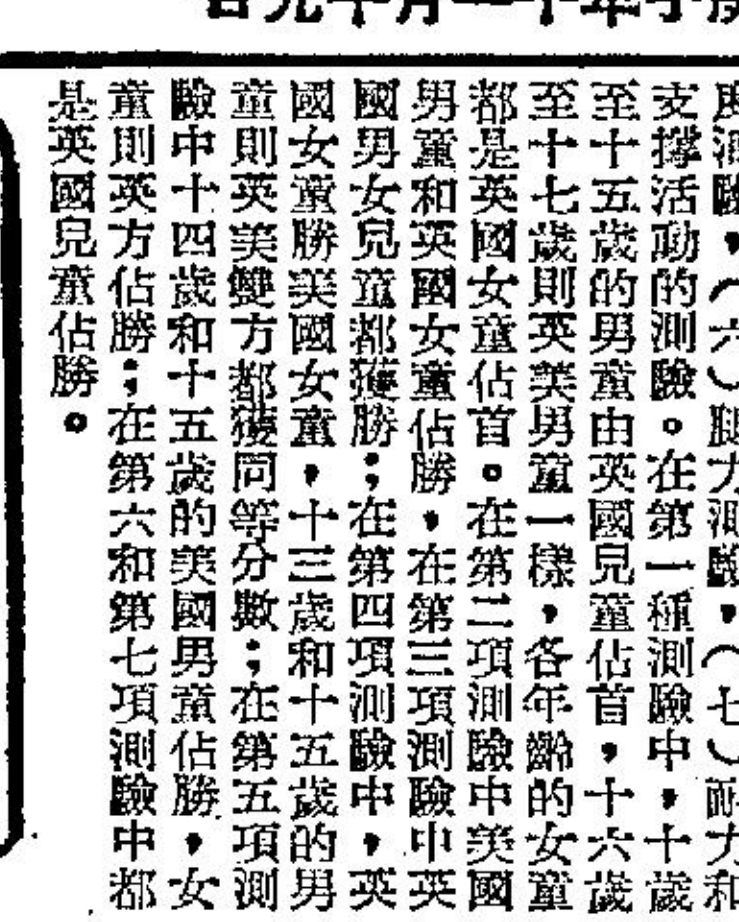 子年十一月十九日
測驗，（六）腿力測驗，（七）耐力和
支撐活動的測驗。在第一種測驗中，十歲
至十五歲的男童由英國兒童佔首，十六歲
至十七歲則英美男童一樣，各年齡的女童
都是英國女童佔首。在第二項測驗中美國
男童和英國女童佔勝，在第三項測驗中英
國男女兒童都獲勝；在第四項測驗中，英
國女童勝美國女童，十三歲和十五歲的男
童則英美雙方都獲同等分數；在第五項測
驗中十四歲和十五歲的美國男童佔勝，女
童則英方佔勝；在第六和第七項測驗中都
是英國兒童佔勝。